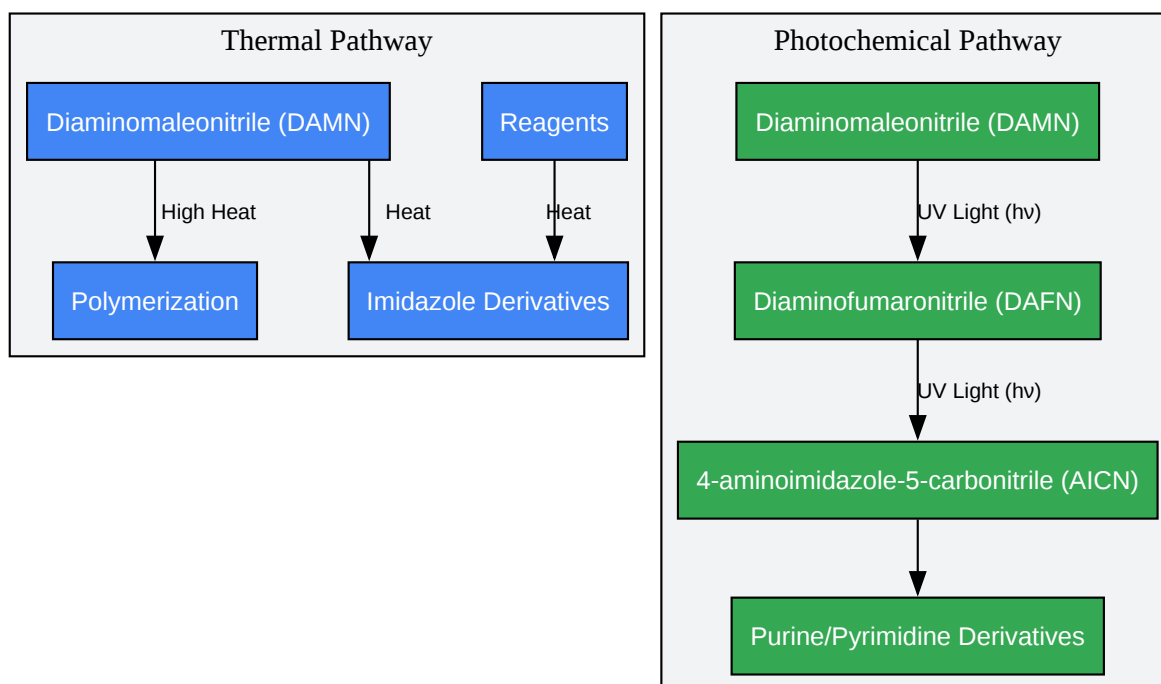 Thermal Pathway
Diaminomaleonitrile (DAMN)
Reagents
High Heat
Heat
Heat
Polymerization
Imidazole Derivatives
Photochemical Pathway
Diaminomaleonitrile (DAMN)
UV Light (hν)
Diaminofumaronitrile (DAFN)
UV Light (hν)
4-aminoimidazole-5-carbonitrile (AICN)
Purine/Pyrimidine Derivatives